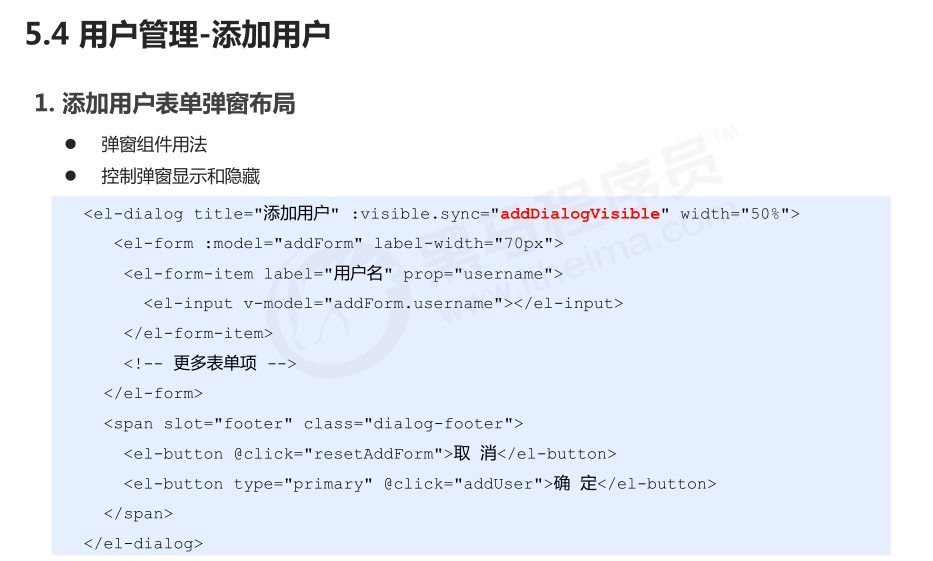 5.4 用户管理-添加用户
1. 添加用户表单弹窗布局
● 弹窗组件用法
● 控制弹窗显示和隐藏
<el-dialog title="添加用户" :visible.sync="addDialogVisible" width="50%">
<el-form :model="addForm" label-width="70px">
<el-form-item label="用户名" prop="username">
<el-input v-model="addForm.username"></el-input>
</el-form-item>
<!-- 更多表单项 -->
</el-form>
<span slot="footer" class="dialog-footer">
<el-button @click="resetAddForm">取 消</el-button>
<el-button type="primary" @click="addUser">确 定</el-button>
</span>
</el-dialog>
黑马程序员™
www.itheima.com